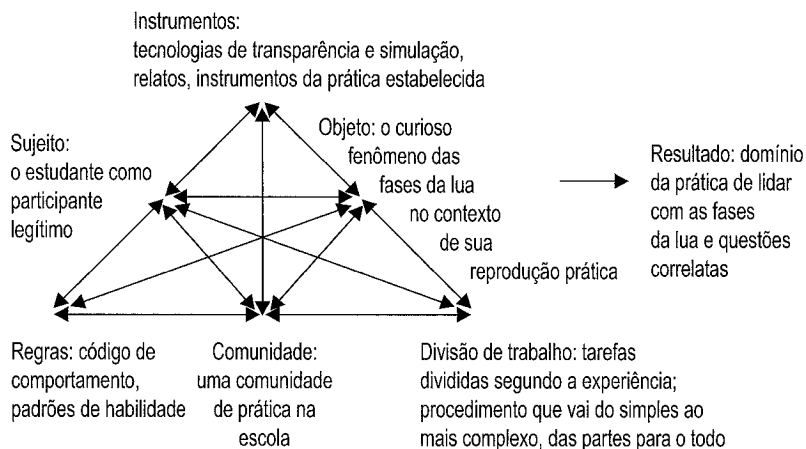 Instrumentos:
tecnologias de transparência e simulação,
relatos, instrumentos da prática estabelecida
Sujeito:
o estudante como
participante
legítimo
Objeto: o curioso
fenômeno das
fases da lua
no contexto
de sua
reprodução prática
Resultado: domínio
da prática de lidar
com as fases
da lua e questões
correlatas
Regras: código de
comportamento,
padrões de habilidade
Comunidade:
uma comunidade
de prática na
escola
Divisão de trabalho: tarefas
divididas segundo a experiência;
procedimento que vai do simples ao
mais complexo, das partes para o todo